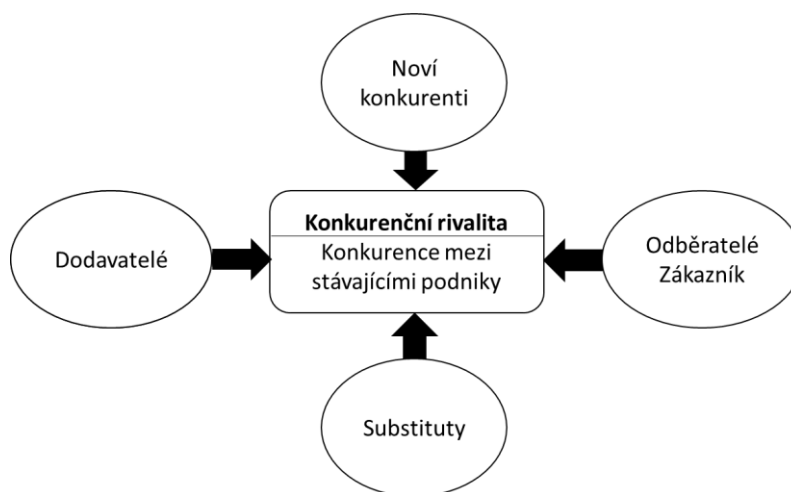 Noví
konkurenti
Konkurenční rivalita
Konkurence mezi
stávajícími podniky
Dodavatelé
Odběratelé
Zákazník
Substituty